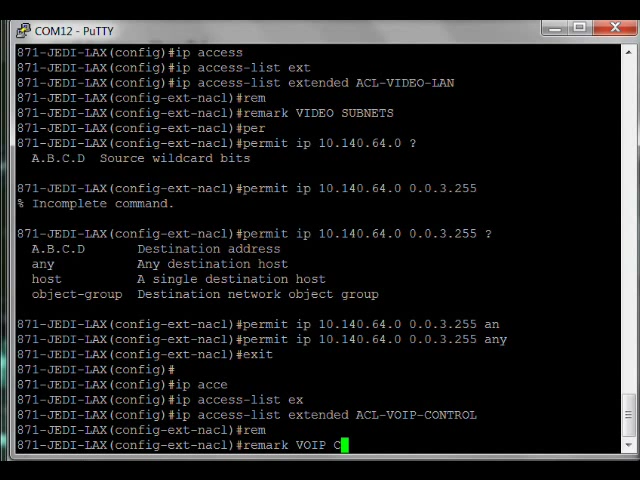 COM12 - PuTTY
871-JEDI-LAX(config)#ip access
871-JEDI-LAX(config)#ip access-list ext
871-JEDI-LAX(config)#ip access-list extended ACL-VIDEO-LAN
871-JEDI-LAX(config-ext-nacl)#rem
871-JEDI-LAX(config-ext-nacl)#remark VIDEO SUBNETS
871-JEDI-LAX(config-ext-nacl)#per
871-JEDI-LAX(config-ext-nacl)#permit ip 10.140.64.0 ?
A.B.C.D  Source wildcard bits
871-JEDI-LAX(config-ext-nacl)#permit ip 10.140.64.0 0.0.3.255
% Incomplete command.
871-JEDI-LAX(config-ext-nacl)#permit ip 10.140.64.0 0.0.3.255 ?
A.B.C.D       Destination address
any           Any destination host
host          A single destination host
object-group  Destination network object group
871-JEDI-LAX(config-ext-nacl)#permit ip 10.140.64.0 0.0.3.255 an
871-JEDI-LAX(config-ext-nacl)#permit ip 10.140.64.0 0.0.3.255 any
871-JEDI-LAX(config-ext-nacl)#exit
871-JEDI-LAX(config)#
871-JEDI-LAX(config)#ip acce
871-JEDI-LAX(config)#ip access-list ex
871-JEDI-LAX(config)#ip access-list extended ACL-VOIP-CONTROL
871-JEDI-LAX(config-ext-nacl)#rem
871-JEDI-LAX(config-ext-nacl)#remark VOIP C